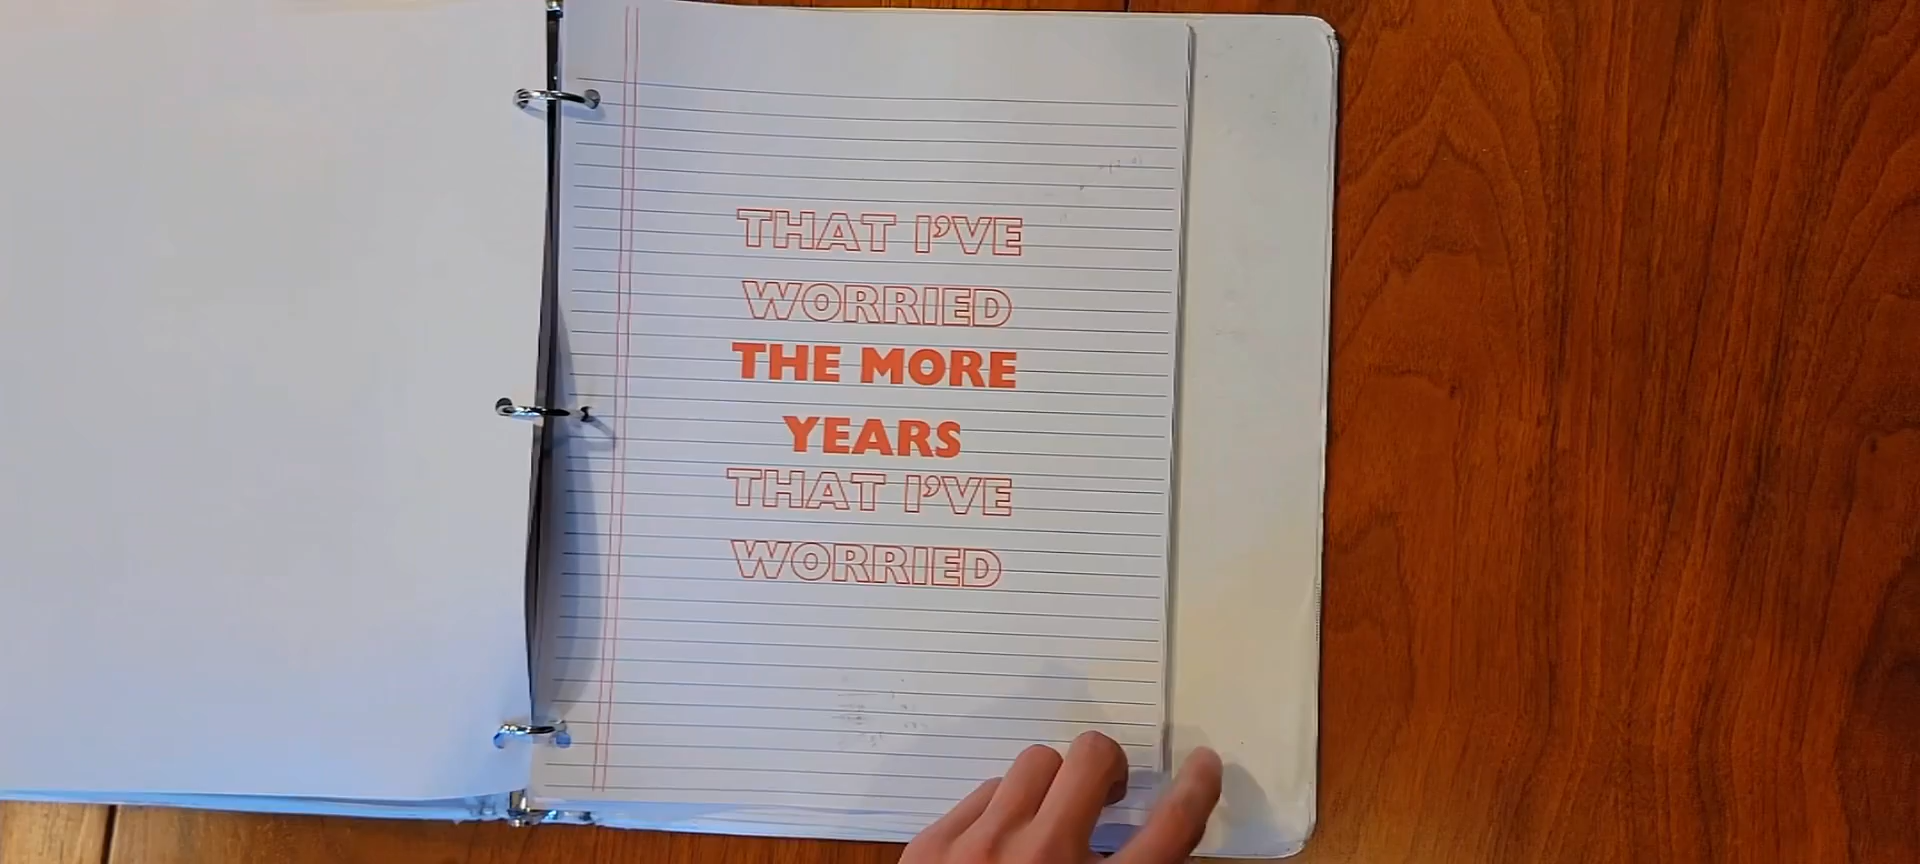 THAT I'VE
WORRIED
THE MORE
YEARS
THAT I'VE
WORRIED